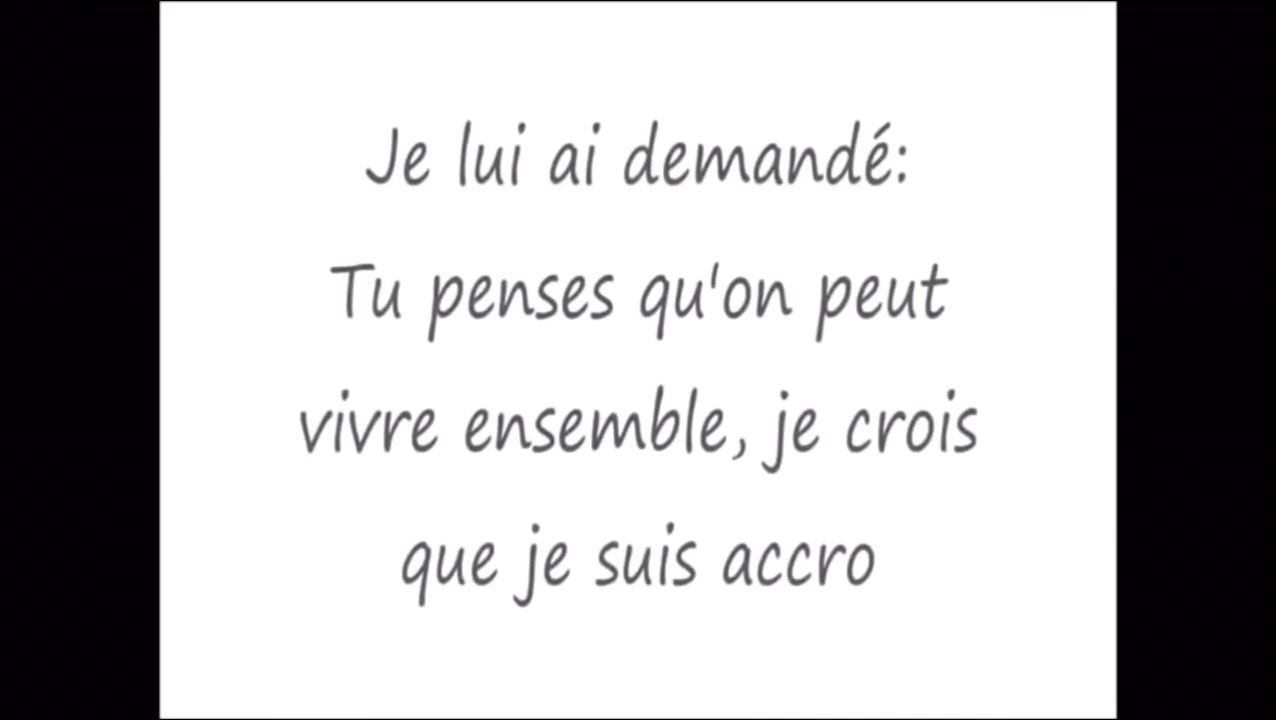 Je lui ai demandé:
Tu penses qu'on peut
vivre ensemble, je crois
que je suis accro